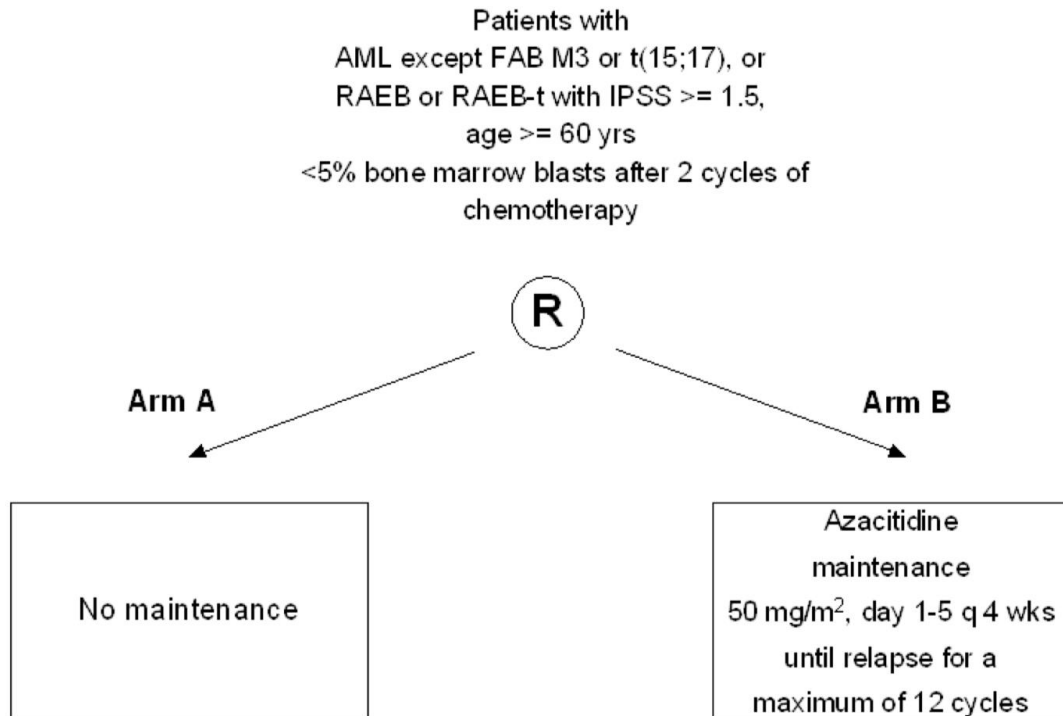 Patients with
AML except FAB M3 or t(15;17), or
RAEB or RAEB-t with IPSS >= 1.5,
age >= 60 yrs
<5% bone marrow blasts after 2 cycles of
chemotherapy
R
Arm A
Arm B
No maintenance
Azacitidine
maintenance
50 mg/m², day 1-5 q 4 wks
until relapse for a
maximum of 12 cycles